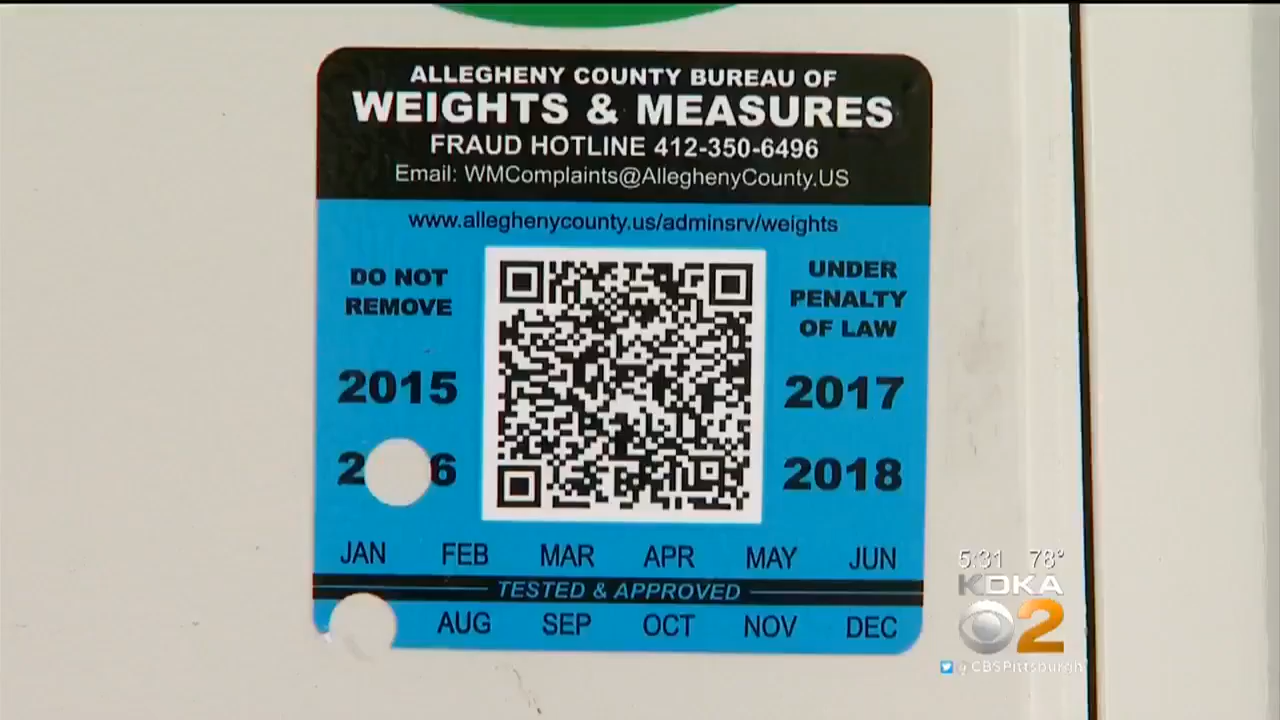 ALLEGHENY COUNTY BUREAU OF
WEIGHTS & MEASURES
FRAUD HOTLINE 412-350-6496
Email: WMComplaints@AlleghenyCounty.US
www.alleghenycounty.us/adminsrv/weights
DO NOT
REMOVE
UNDER
PENALTY
OF LAW
2015
2017
2 6
2018
JAN FEB MAR APR MAY JUN
TESTED & APPROVED
AUG SEP OCT NOV DEC
5:31 78°
KDKA
2
@CBSPittsburgh